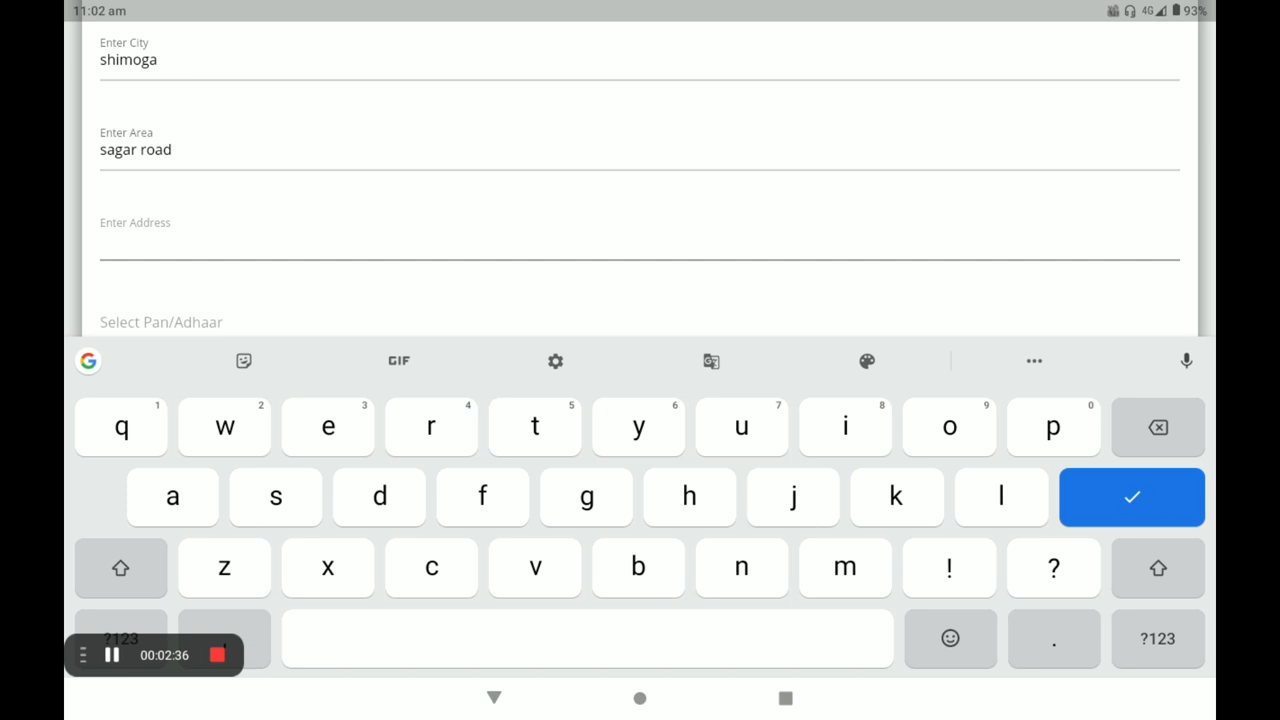 11:02 am 4G 93%
Enter City
shimoga
Enter Area
sagar road
Enter Address
Select Pan/Adhaar
G GIF
q 1 w 2 e 3 r 4 t 5 y 6 u 7 i 8 o 9 p 0
a s d f g h j k l
z x c v b n m ! ?
?123 , . ?123
00:02:36